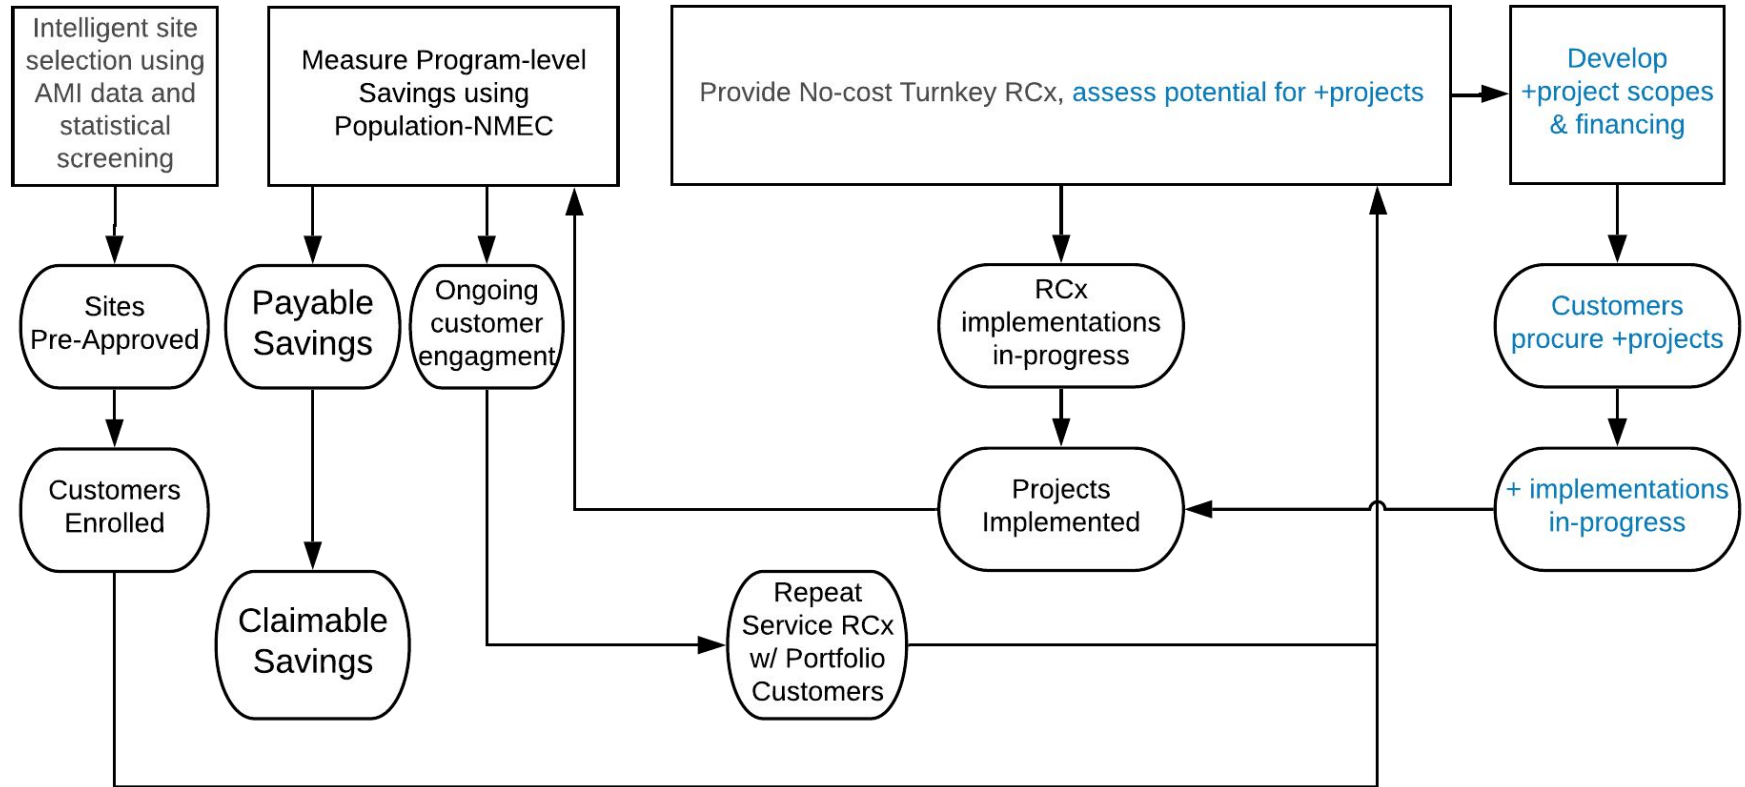 Intelligent site
selection using
AMI data and
statistical
screening
Measure Program-level
Savings using
Population-NMEC
Provide No-cost Turnkey RCx, assess potential for +projects
Develop
+project scopes
& financing
Sites
Pre-Approved
Payable
Savings
Ongoing
customer
engagment
RCx
implementations
in-progress
Customers
procure +projects
Customers
Enrolled
Projects
Implemented
+ implementations
in-progress
Claimable
Savings
Repeat
Service RCx
w/ Portfolio
Customers